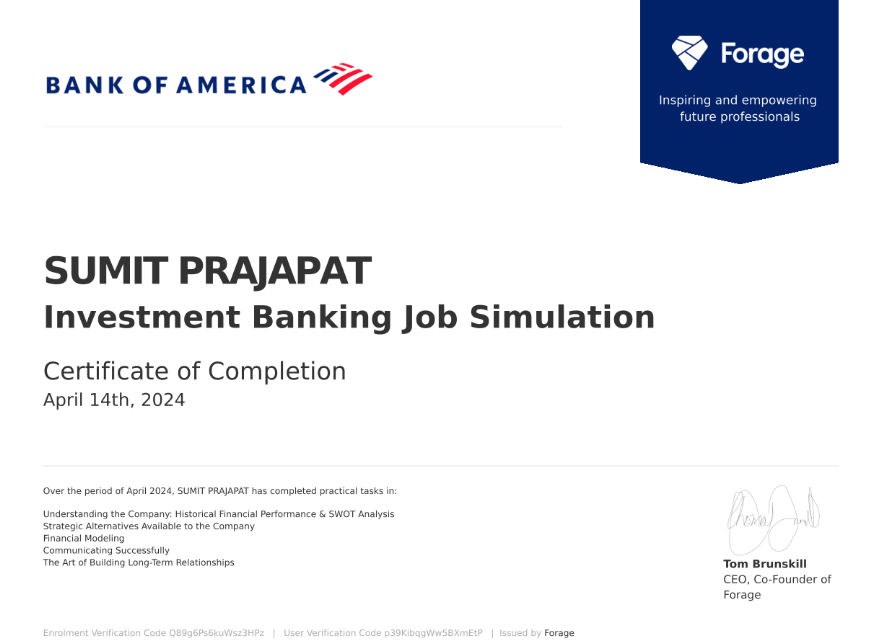 BANK OF AMERICA
Forage
Inspiring and empowering
future professionals
SUMIT PRAJAPAT
Investment Banking Job Simulation
Certificate of Completion
April 14th, 2024
Over the period of April 2024, SUMIT PRAJAPAT has completed practical tasks in:
Understanding the Company: Historical Financial Performance & SWOT Analysis
Strategic Alternatives Available to the Company
Financial Modeling
Communicating Successfully
The Art of Building Long-Term Relationships
Tom Brunskill
CEO, Co-Founder of
Forage
Enrolment Verification Code Q89g6Ps6kuWsz3HPz | User Verification Code p39KibqgWw5BXmEtP | Issued by Forage